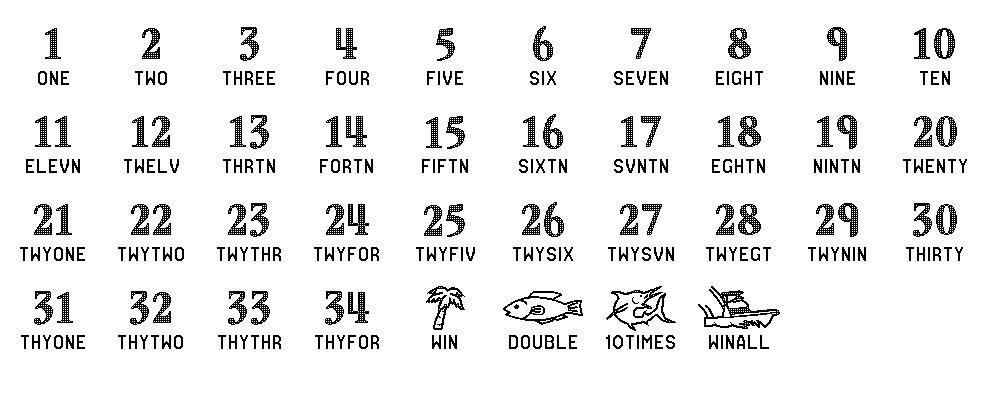 1 2 3 4 5 6 7 8 9 10
ONE TWO THREE FOUR FIVE SIX SEVEN EIGHT NINE TEN
11 12 13 14 15 16 17 18 19 20
ELEVN TWELV THRTN FORTN FIFTN SIXTN SVNTN EGHTN NINTN TWENTY
21 22 23 24 25 26 27 28 29 30
TWYONE TWYTWO TWYTHR TWYFOR TWYFIV TWYSIX TWYSVN TWYEGT TWYNIN THIRTY
31 32 33 34
THYONE THYTWO THYTHR THYFOR WIN DOUBLE 10TIMES WINALL